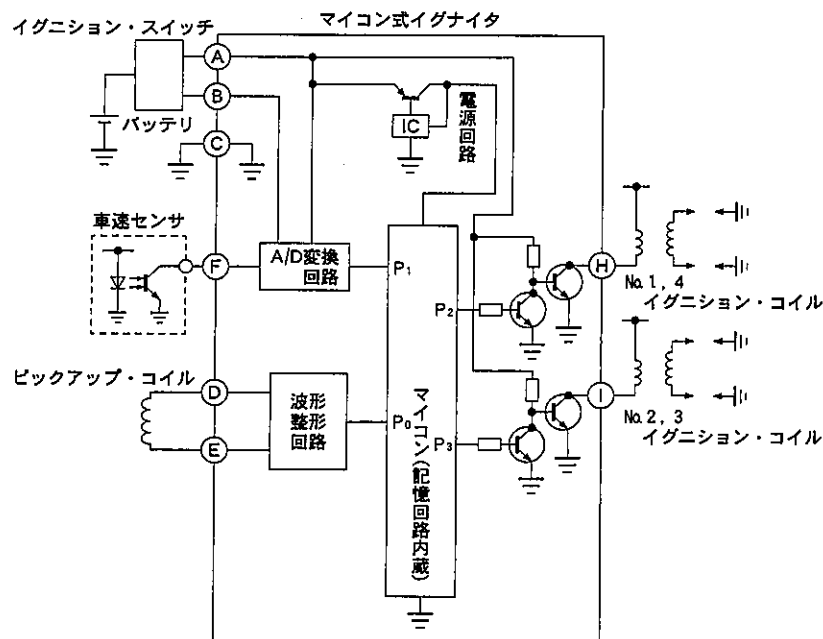 マイコン式イグナイタ
イグニション・スイッチ
A
B
バッテリ
C
IC
電源回路
車速センサ
F
A/D変換
回路
P₁
P₂
H
No.1, 4
イグニション・コイル
ピックアップ・コイル
D
E
波形
整形
回路
P₀
マイコン(記憶回路内蔵)
P₃
I
No.2, 3
イグニション・コイル